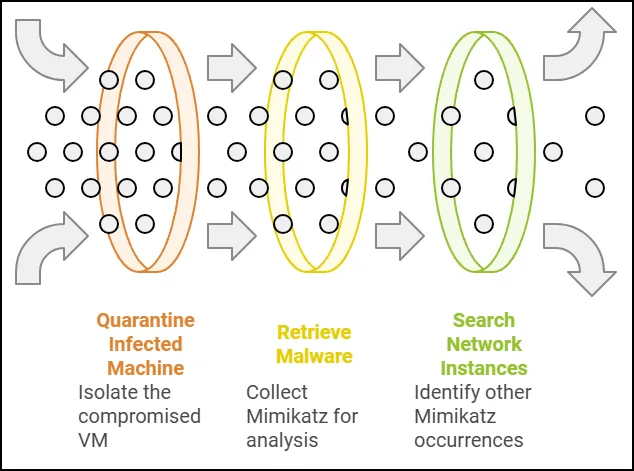 Quarantine
Infected
Machine
Isolate the
compromised
VM
Retrieve
Malware
Collect
Mimikatz for
analysis
Search
Network
Instances
Identify other
Mimikatz
occurrences